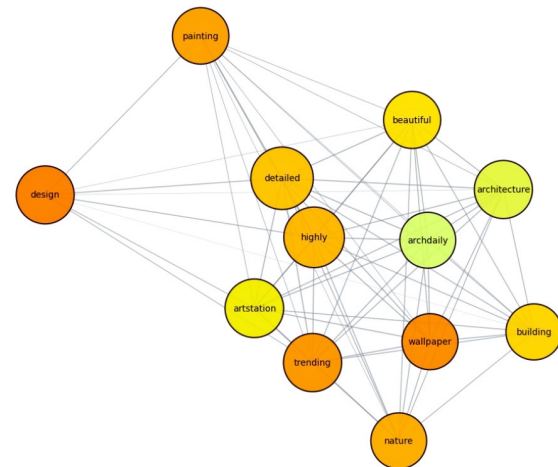 painting
beautiful
detailed
architecture
design
highly
archdaily
artstation
building
wallpaper
trending
nature